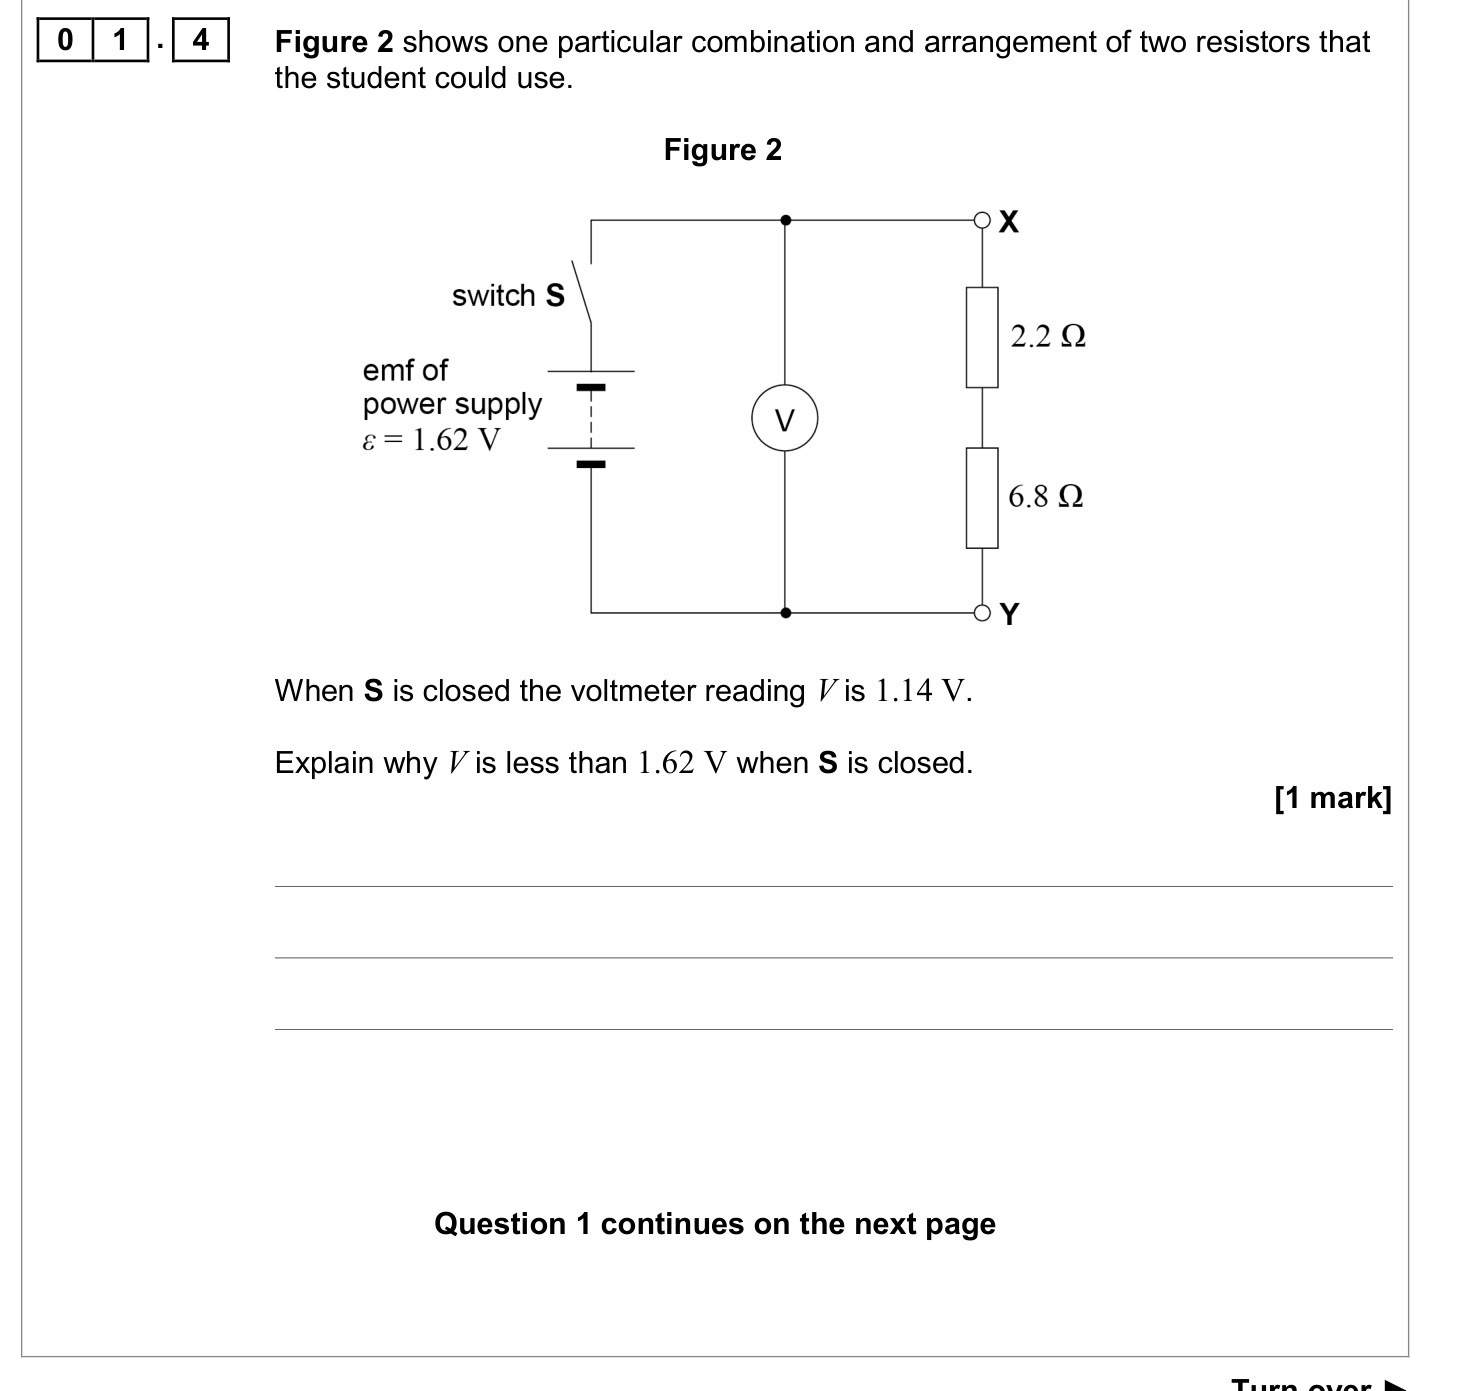 0 1 . 4
Figure 2 shows one particular combination and arrangement of two resistors that
the student could use.
Figure 2
X
switch S
2.2 Ω
emf of
power supply
ε = 1.62 V
V
6.8 Ω
Y
When S is closed the voltmeter reading V is 1.14 V.
Explain why V is less than 1.62 V when S is closed.
[1 mark]
Question 1 continues on the next page
Turn over ►